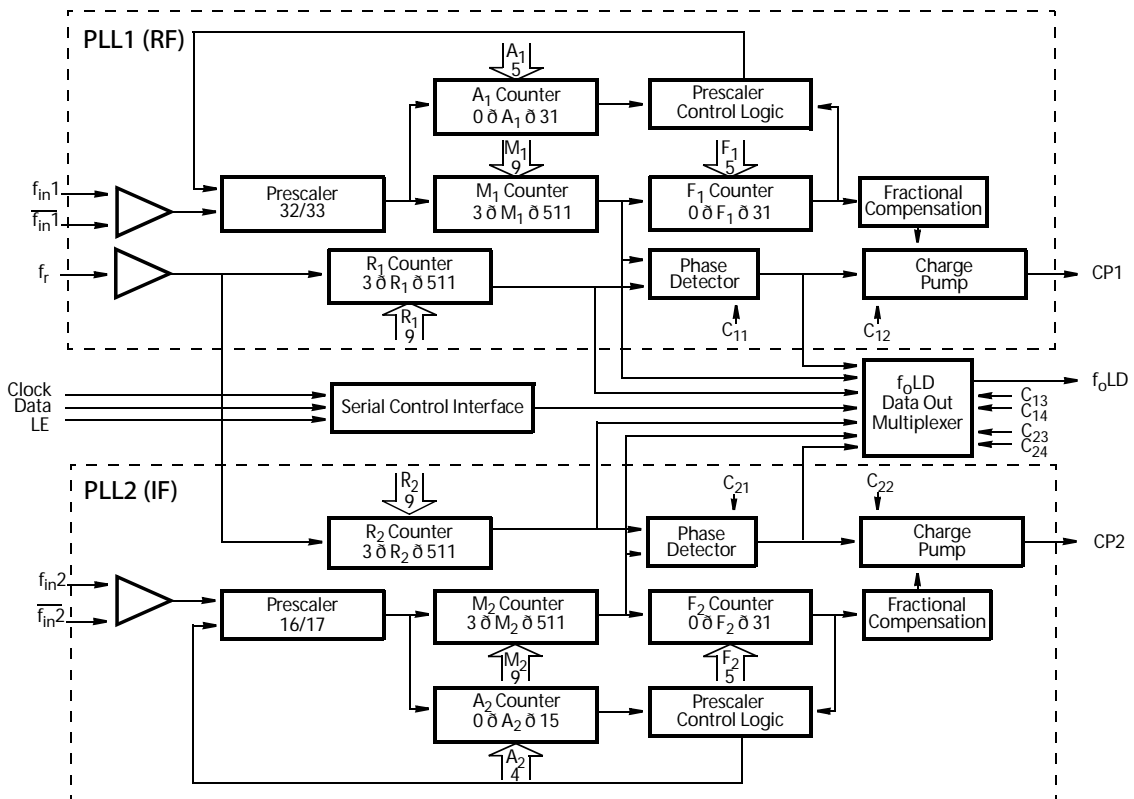 PLL1 (RF)
A1
5
A1 Counter
0 ð A1 ð 31
Prescaler
Control Logic
M1
9
F1
5
fin1
fin1
Prescaler
32/33
M1 Counter
3 ð M1 ð 511
F1 Counter
0 ð F1 ð 31
Fractional
Compensation
fr
R1 Counter
3 ð R1 ð 511
Phase
Detector
Charge
Pump
CP1
R1
9
C11
C12
Clock
Data
LE
Serial Control Interface
foLD
Data Out
Multiplexer
foLD
C13
C14
C23
C24
PLL2 (IF)
R2
9
C21
C22
R2 Counter
3 ð R2 ð 511
Phase
Detector
Charge
Pump
CP2
fin2
fin2
Prescaler
16/17
M2 Counter
3 ð M2 ð 511
F2 Counter
0 ð F2 ð 31
Fractional
Compensation
M2
9
F2
5
A2 Counter
0 ð A2 ð 15
Prescaler
Control Logic
A2
4